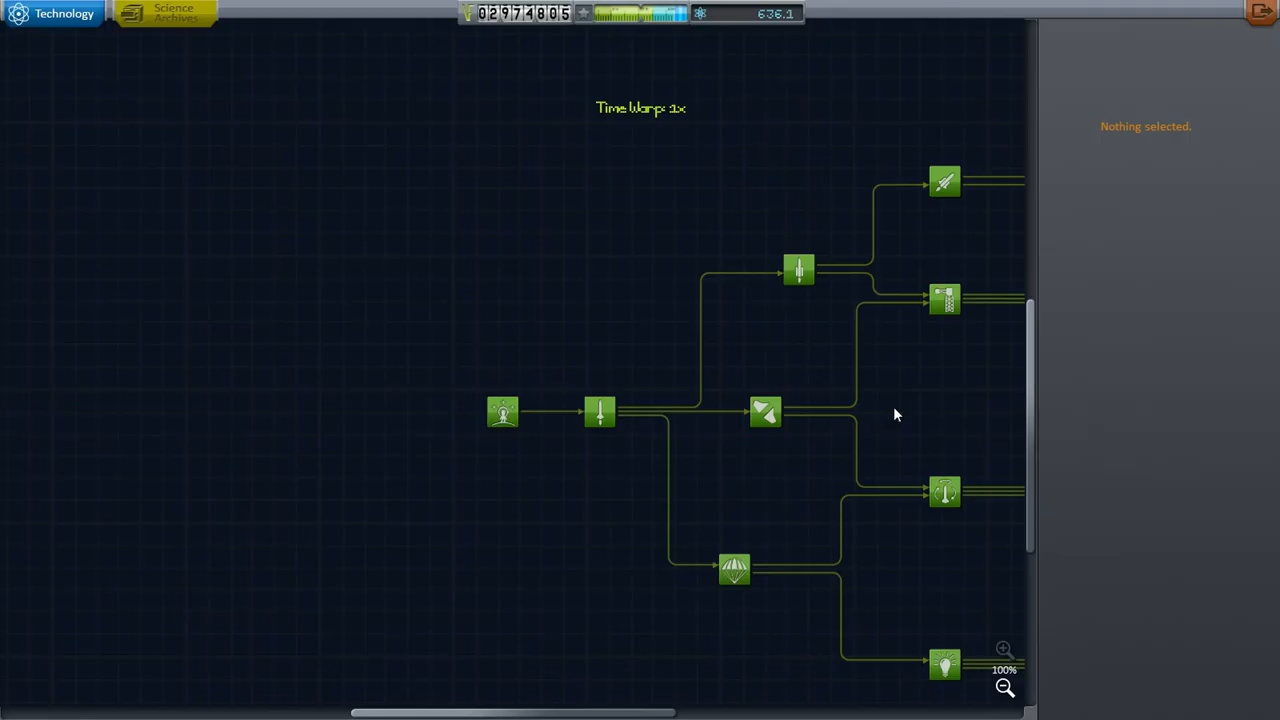 Technology
Science
Archives
02974805
636.1
Time Warp: 1x
Nothing selected.
100%